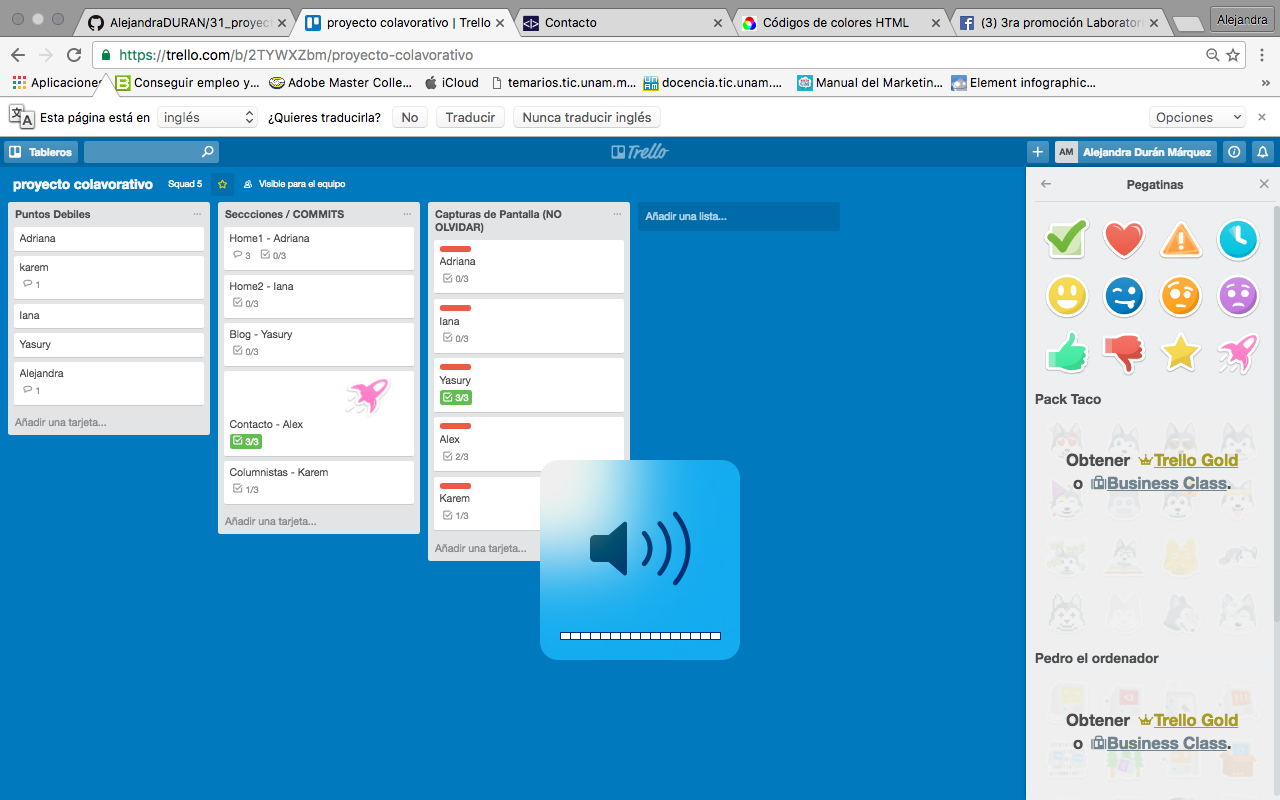 AlejandraDURAN/31_proyect
proyecto colavorativo | Trello
Contacto
Códigos de colores HTML
(3) 3ra promoción Laborator
Alejandra
https://trello.com/b/2TYWXZbm/proyecto-colavorativo
Aplicaciones
Conseguir empleo y...
Adobe Master Colle...
iCloud
temarios.tic.unam.m...
docencia.tic.unam....
Manual del Marketin...
Element infographic...
»
Esta página está en
inglés
¿Quieres traducirla?
No
Traducir
Nunca traducir inglés
Opciones
Tableros
Trello
AM
Alejandra Durán Márquez
proyecto colavorativo
Squad 5
Visible para el equipo
Puntos Debiles
Adriana
karem
1
Iana
Yasury
Alejandra
1
Añadir una tarjeta...
Seccciones / COMMITS
Home1 - Adriana
3
0/3
Home2 - Iana
0/3
Blog - Yasury
0/3
Contacto - Alex
3/3
Columnistas - Karem
1/3
Añadir una tarjeta...
Capturas de Pantalla (NO
OLVIDAR)
Adriana
0/3
Iana
0/3
Yasury
3/3
Alex
2/3
Karem
1/3
Añadir una tarjeta...
Añadir una lista...
Pegatinas
Pack Taco
Obtener Trello Gold
o Business Class.
Pedro el ordenador
Obtener Trello Gold
o Business Class.